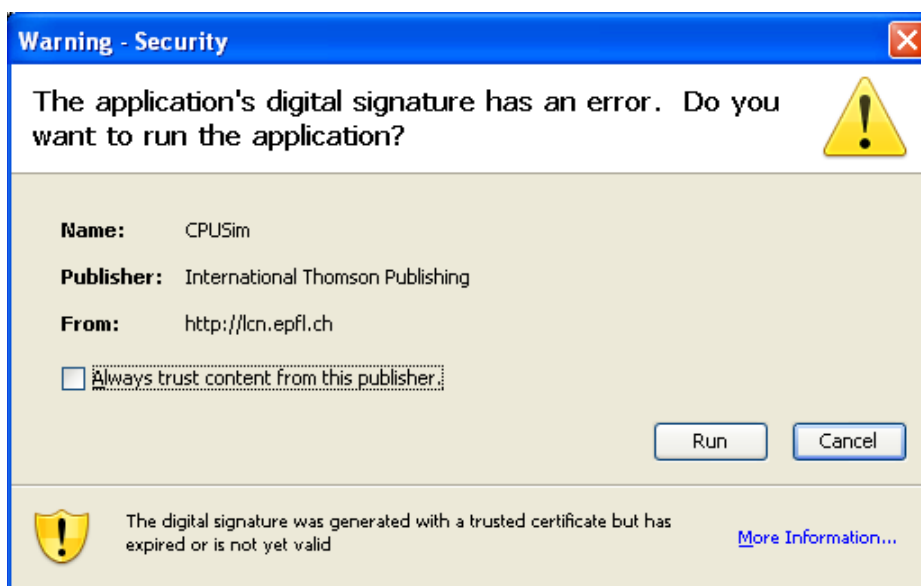 Warning - Security
The application's digital signature has an error. Do you
want to run the application?
Name: CPUSim
Publisher: International Thomson Publishing
From: http://lcn.epfl.ch
Always trust content from this publisher.
Run Cancel
The digital signature was generated with a trusted certificate but has
expired or is not yet valid
More Information...